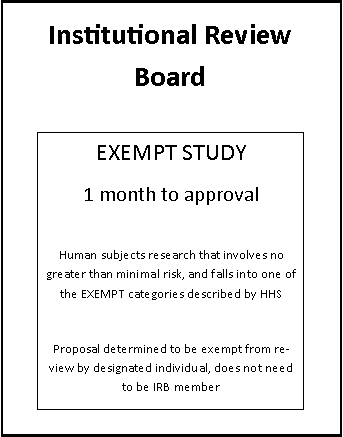 Institutional Review
Board
EXEMPT STUDY
1 month to approval
Human subjects research that involves no
greater than minimal risk, and falls into one of
the EXEMPT categories described by HHS
Proposal determined to be exempt from re-
view by designated individual, does not need
to be IRB member